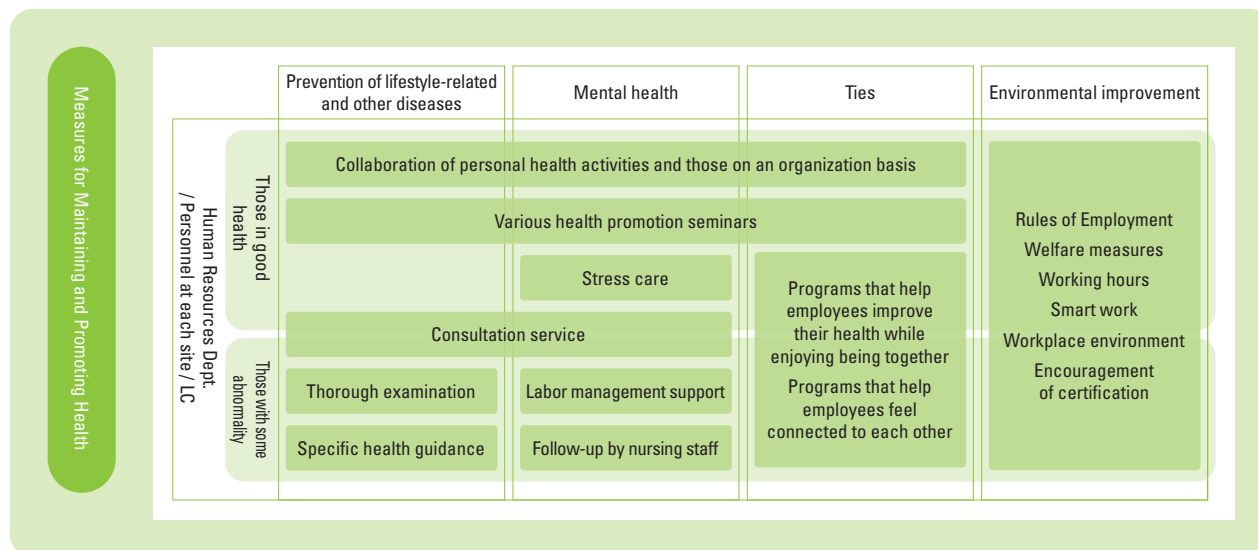 Measures for Maintaining and Promoting Health
Prevention of lifestyle-related
and other diseases
Mental health
Ties
Environmental improvement
Human Resources Dept.
/ Personnel at each site / LC
Those in good
health
Collaboration of personal health activities and those on an organization basis
Various health promotion seminars
Stress care
Consultation service
Those with some
abnormality
Thorough examination
Labor management support
Specific health guidance
Follow-up by nursing staff
Programs that help
employees improve
their health while
enjoying being together
Programs that help
employees feel
connected to each other
Rules of Employment
Welfare measures
Working hours
Smart work
Workplace environment
Encouragement
of certification